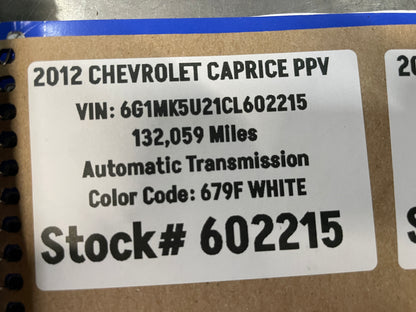 2012 CHEVROLET CAPRICE PPV
VIN: 6G1MK5U21CL602215
132,059 Miles
Automatic Transmission
Color Code: 679F WHITE
Stock# 602215